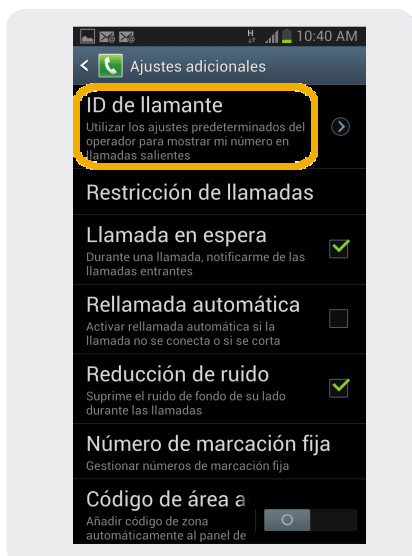 H 10:40 AM
Ajustes adicionales
ID de llamante
Utilizar los ajustes predeterminados del
operador para mostrar mi número en
llamadas salientes
Restricción de llamadas
Llamada en espera
Durante una llamada, notificarme de las
llamadas entrantes
Rellamada automática
Activar rellamada automática si la
llamada no se conecta o si se corta
Reducción de ruido
Suprime el ruido de fondo de su lado
durante las llamadas
Número de marcación fija
Gestionar números de marcación fija
Código de área a
Añadir código de zona
automáticamente al panel de